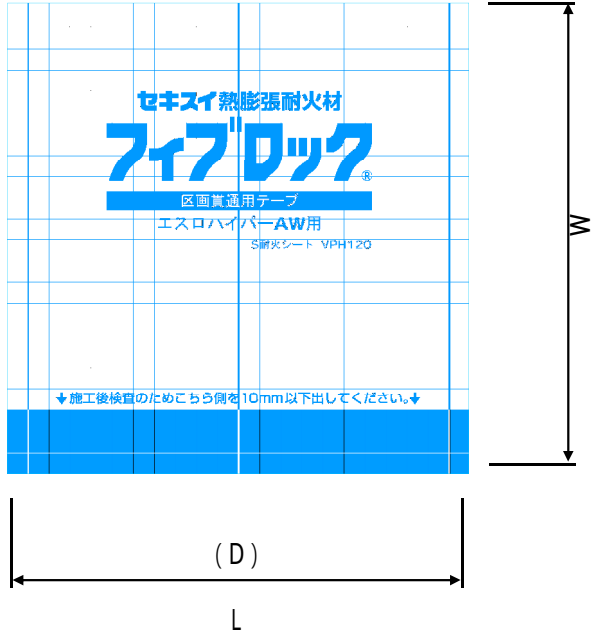 セキスイ熱膨張耐火材
フィブロック®
区画貫通用テープ
エスロハイパーAW用
S耐火シート VPH120
↓施工後検査のためこちら側を10mm以下出してください。↓
W
(D)
L